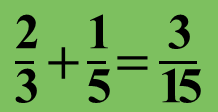 2/3 + 1/5 = 3/15